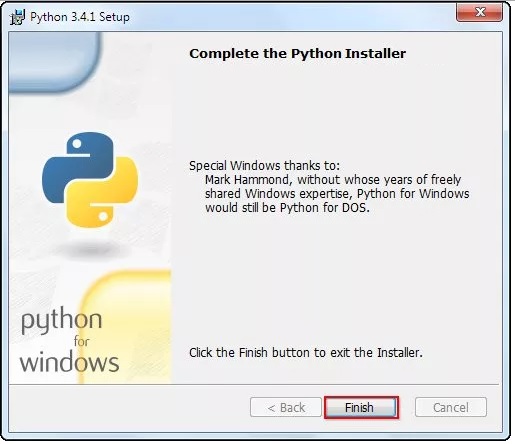 Python 3.4.1 Setup
Complete the Python Installer
Special Windows thanks to:
Mark Hammond, without whose years of freely
shared Windows expertise, Python for Windows
would still be Python for DOS.
python
for
windows
Click the Finish button to exit the Installer.
< Back
Finish
Cancel